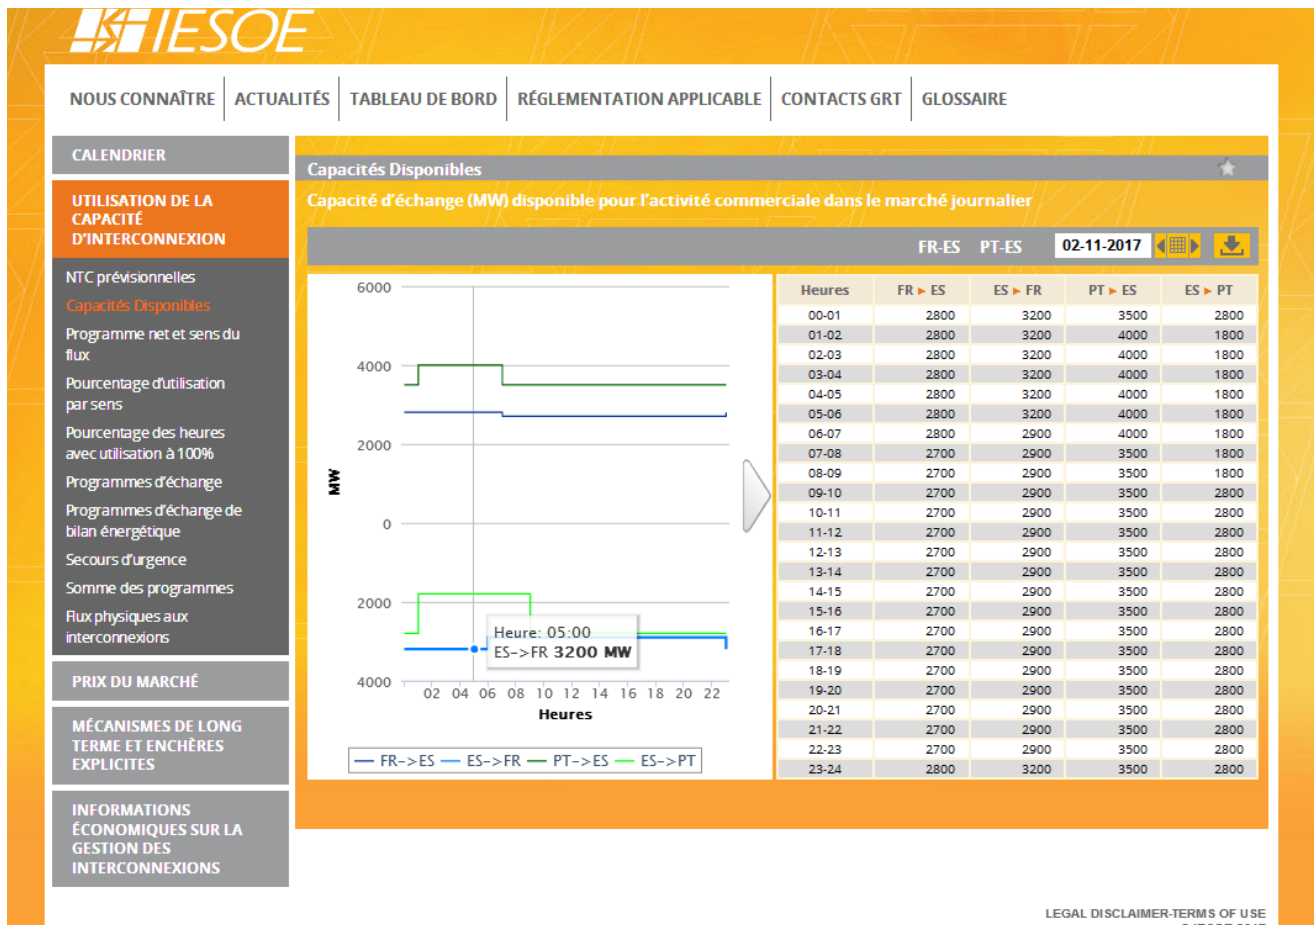 IESOE
NOUS CONNAÎTRE ACTUALITÉS TABLEAU DE BORD RÉGLEMENTATION APPLICABLE CONTACTS GRT GLOSSAIRE
CALENDRIER
UTILISATION DE LA
CAPACITÉ
D'INTERCONNEXION
NTC prévisionnelles
Capacités Disponibles
Programme net et sens du
flux
Pourcentage d'utilisation
par sens
Pourcentage des heures
avec utilisation à 100%
Programmes d'échange
Programmes d'échange de
bilan énergétique
Secours d'urgence
Somme des programmes
Flux physiques aux
interconnexions
PRIX DU MARCHÉ
MÉCANISMES DE LONG
TERME ET ENCHÈRES
EXPLICITES
INFORMATIONS
ÉCONOMIQUES SUR LA
GESTION DES
INTERCONNEXIONS
Capacités Disponibles
Capacité d'échange (MW) disponible pour l'activité commerciale dans le marché journalier
FR-ES PT-ES 02-11-2017
6000
4000
2000
0
2000
4000
MW
Heure: 05:00
ES->FR 3200 MW
02 04 06 08 10 12 14 16 18 20 22
Heures
FR->ES ES->FR PT->ES ES->PT
Heures FR ► ES ES ► FR PT ► ES ES ► PT
00-01 2800 3200 3500 2800
01-02 2800 3200 4000 1800
02-03 2800 3200 4000 1800
03-04 2800 3200 4000 1800
04-05 2800 3200 4000 1800
05-06 2800 3200 4000 1800
06-07 2800 2900 4000 1800
07-08 2700 2900 3500 1800
08-09 2700 2900 3500 1800
09-10 2700 2900 3500 2800
10-11 2700 2900 3500 2800
11-12 2700 2900 3500 2800
12-13 2700 2900 3500 2800
13-14 2700 2900 3500 2800
14-15 2700 2900 3500 2800
15-16 2700 2900 3500 2800
16-17 2700 2900 3500 2800
17-18 2700 2900 3500 2800
18-19 2700 2900 3500 2800
19-20 2700 2900 3500 2800
20-21 2700 2900 3500 2800
21-22 2700 2900 3500 2800
22-23 2700 2900 3500 2800
23-24 2800 3200 3500 2800
LEGAL DISCLAIMER-TERMS OF USE